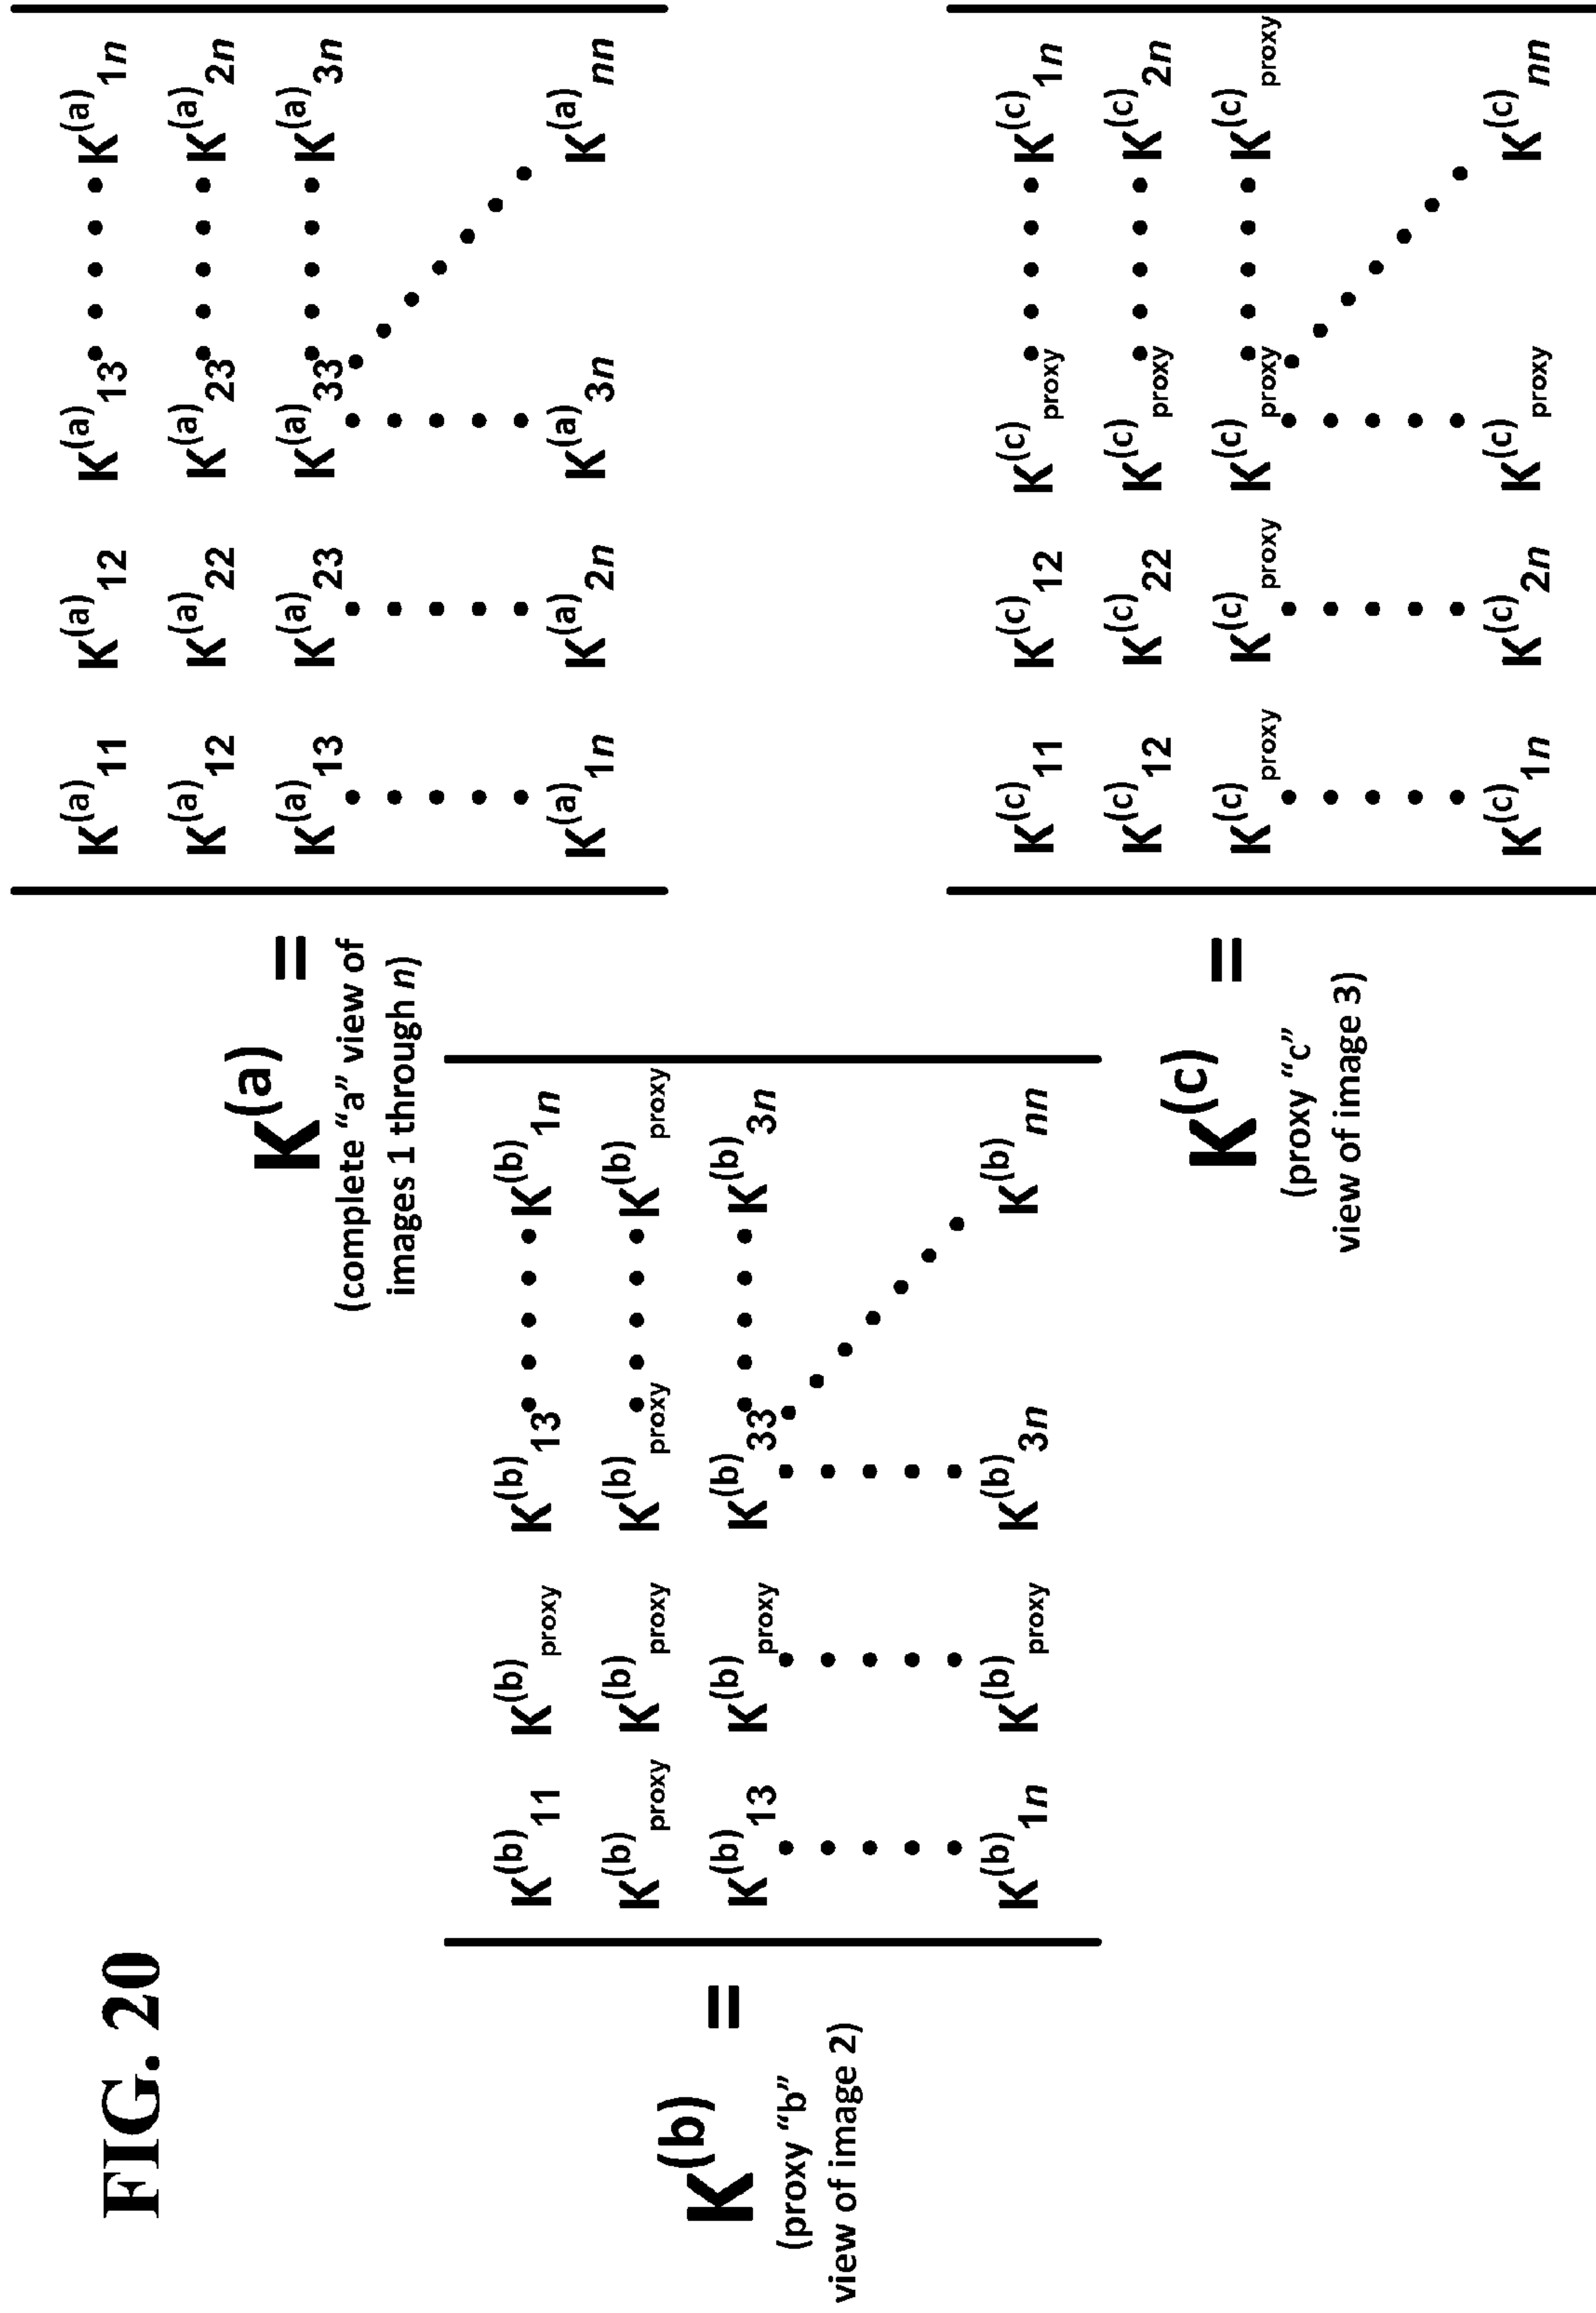 FIG. 20
K(a) =
(complete “a” view of
images 1 through n)
K(a)11 K(a)12 K(a)13 K(a)1n
K(a)12 K(a)22 K(a)23 K(a)2n
K(a)13 K(a)23 K(a)33 K(a)3n
K(a)1n K(a)2n K(a)3n K(a)nn
K(b) =
(proxy “b”
view of image 2)
K(b)11 K(b)proxy K(b)13 K(b)1n
K(b)proxy K(b)proxy K(b)proxy K(b)proxy
K(b)13 K(b)proxy K(b)33 K(b)3n
K(b)1n K(b)proxy K(b)3n K(b)nn
K(c) =
(proxy “c”
view of image 3)
K(c)11 K(c)12 K(c)proxy K(c)1n
K(c)12 K(c)22 K(c)proxy K(c)2n
K(c)proxy K(c)proxy K(c)proxy K(c)proxy
K(c)1n K(c)2n K(c)proxy K(c)nn